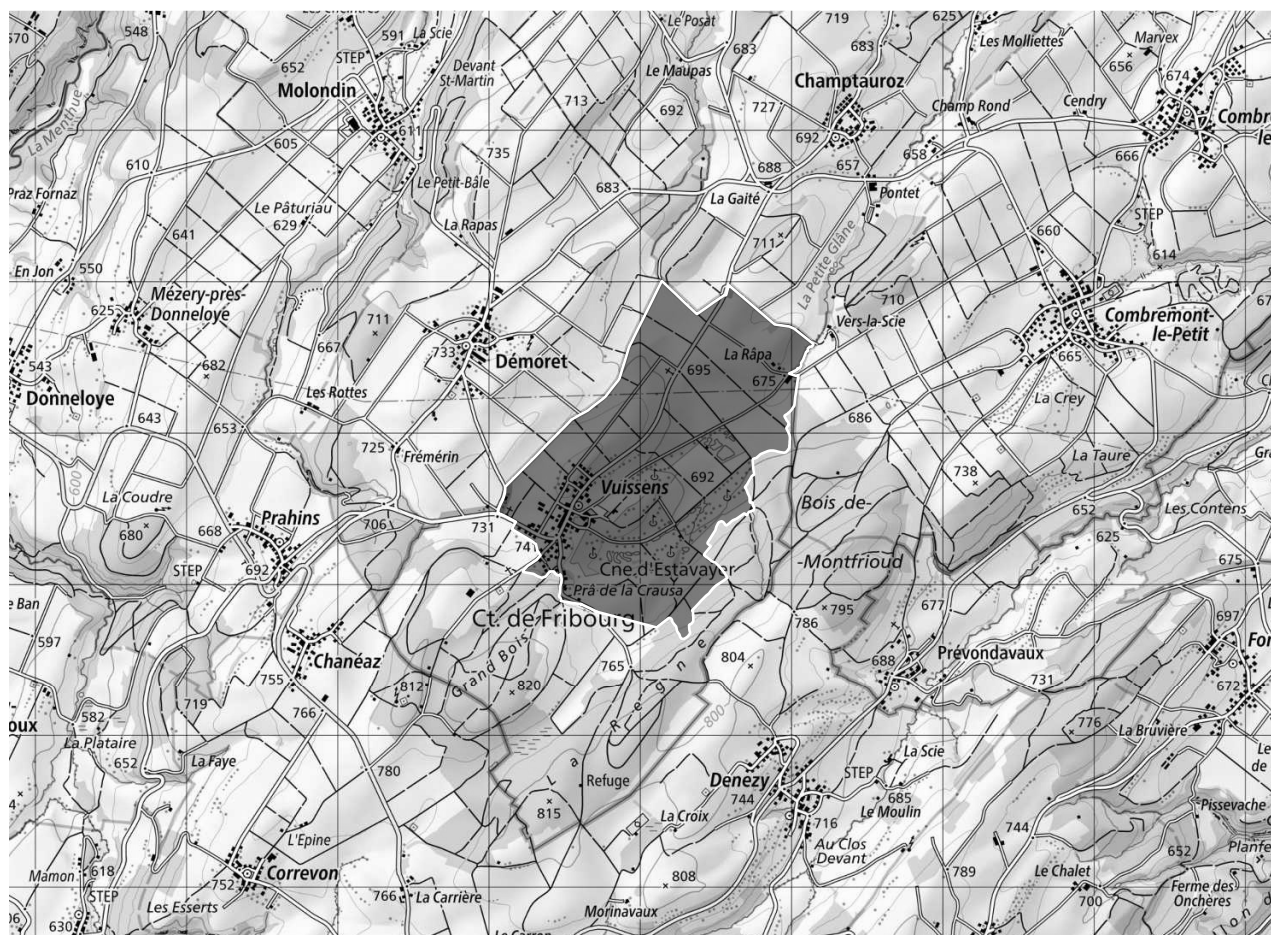 570
548
652
STEP
591
La Scie
Devant
St-Martin
Le Posat
683
719
683
625
Les Molliettes
Marvex
656
674
Le Maupas
692
727
713
Molondin
611
605
La Menthue
Champtauroz
692
657
658
Champ Rond
Cendry
666
610
Praz Fornaz
Le Petit-Bâle
735
683
688
La Gaité
Pontet
STEP
614
Le Pâturiau
629
641
La Rapas
711
La Petite Glâne
660
En Jon
550
625
Mézery-près-
Donneloye
711
667
710
Vers-la-Scie
Combremont-
le-Petit
665
682
733
Démoret
695
La Râpa
675
543
Donneloye
643
653
Les Rottes
686
La Crey
725
Frémerin
600
La Coudre
680
668
Prahins
706
731
Vuissens
692
738
La Taure
652
Les Contens
Bois de-
-Montfrioud
625
675
STEP
692
741
Cne d'Estavayer
Prâ de la Crausa
Ct. de Fribourg
795
786
677
697
597
Chanéaz
755
719
766
812
Grand Bois
820
765
804
La Regne
800
688
Prévondavaux
731
672
582
La Plataire
652
La Faye
780
Refuge
815
776
La Bruvière
Denezy
744
La Scie
STEP
685
Le Moulin
716
Au Clos
Devant
La Croix
Pissevache
744
652
L'Epine
Correvon
752
Mamon
618
STEP
Les Esserts
630
766
La Carrière
808
Morinavaux
789
Le Chalet
700
Ferme des
Onchères